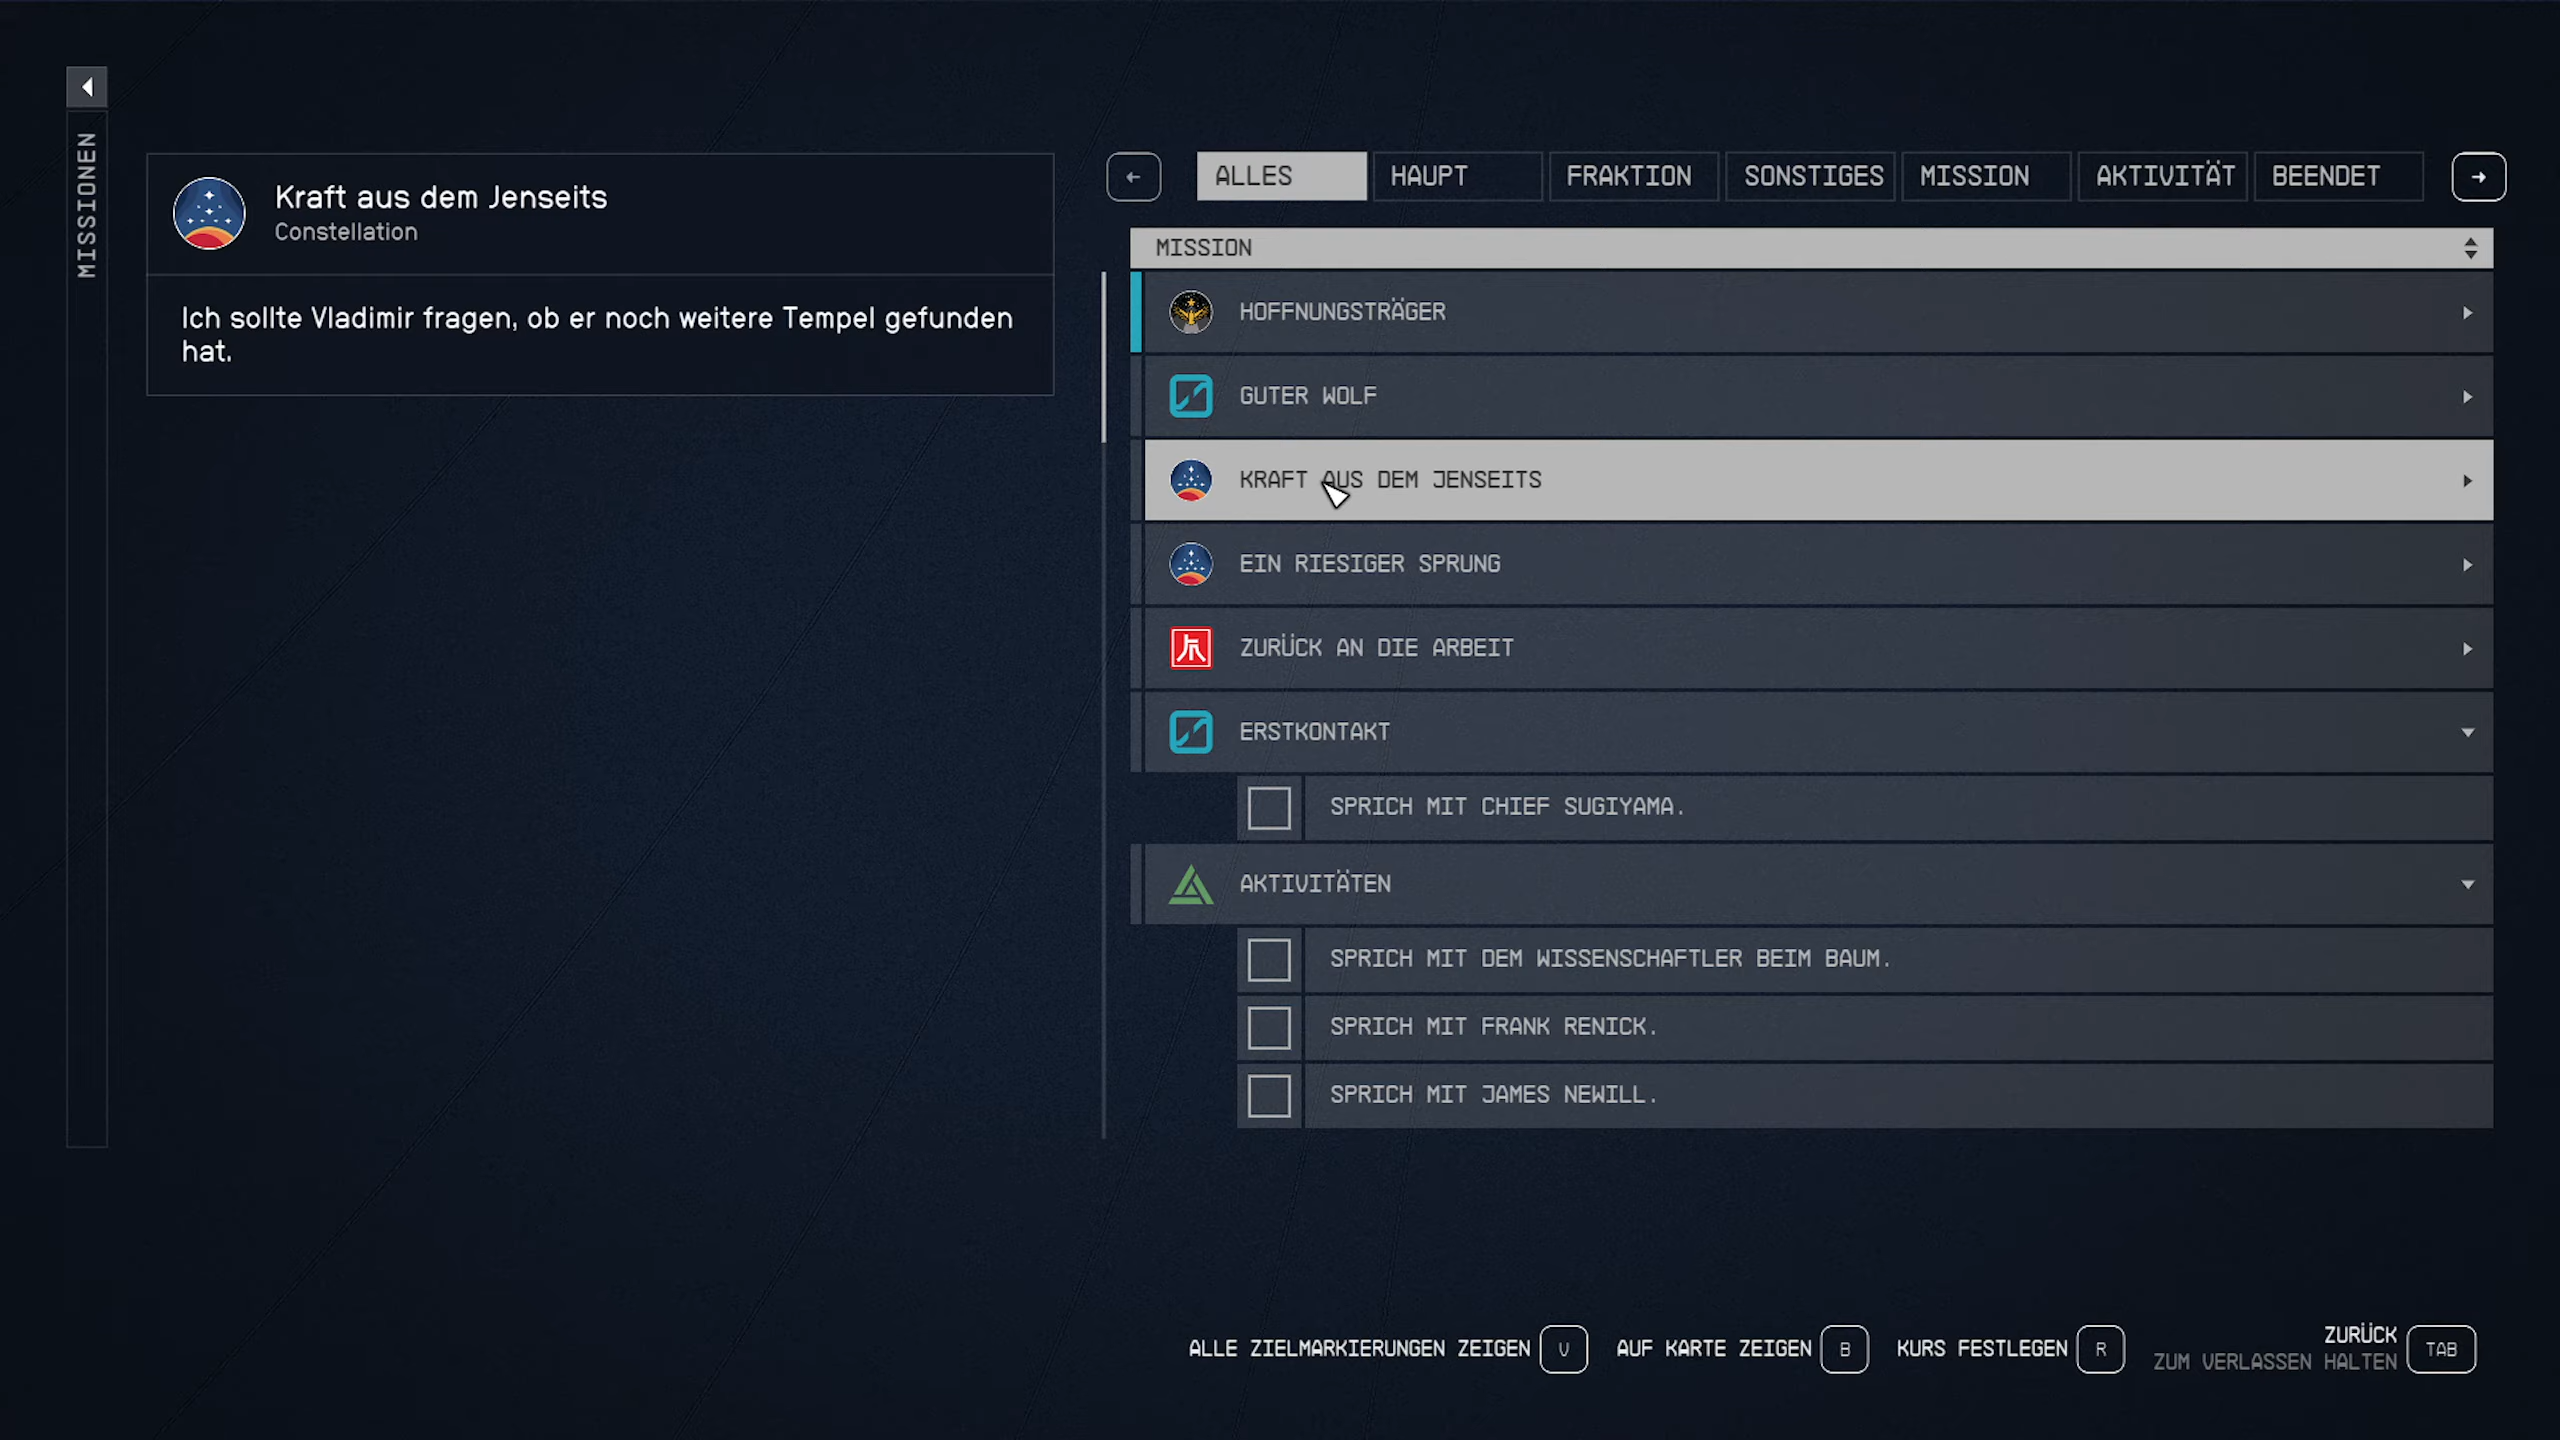 MISSIONEN
Kraft aus dem Jenseits
Constellation
Ich sollte Vladimir fragen, ob er noch weitere Tempel gefunden
hat.
ALLES HAUPT FRAKTION SONSTIGES MISSION AKTIVITÄT BEENDET
MISSION
HOFFNUNGSTRÄGER
GUTER WOLF
KRAFT AUS DEM JENSEITS
EIN RIESIGER SPRUNG
ZURÜCK AN DIE ARBEIT
ERSTKONTAKT
SPRICH MIT CHIEF SUGIYAMA.
AKTIVITÄTEN
SPRICH MIT DEM WISSENSCHAFTLER BEIM BAUM.
SPRICH MIT FRANK RENICK.
SPRICH MIT JAMES NEWILL.
ALLE ZIELMARKIERUNGEN ZEIGEN V AUF KARTE ZEIGEN B KURS FESTLEGEN R ZURÜCK TAB
ZUM VERLASSEN HALTEN